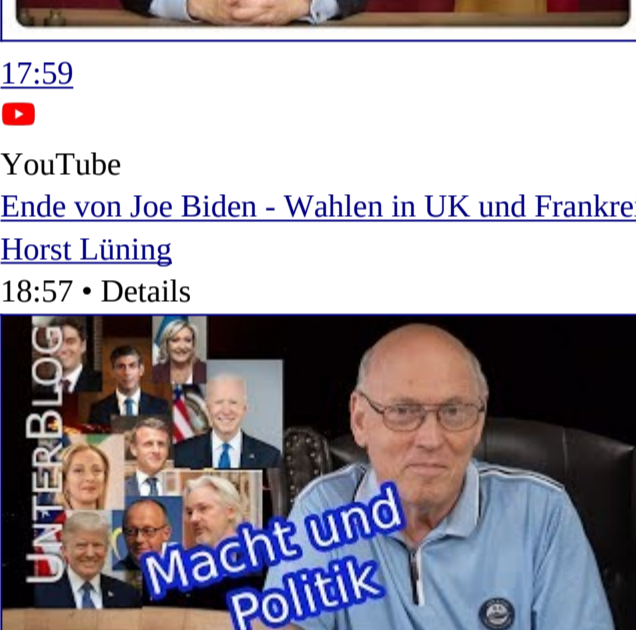 17:59
YouTube
Ende von Joe Biden - Wahlen in UK und Frankre
Horst Lüning
18:57 • Details
UNTERBLOG
Macht und
Politik